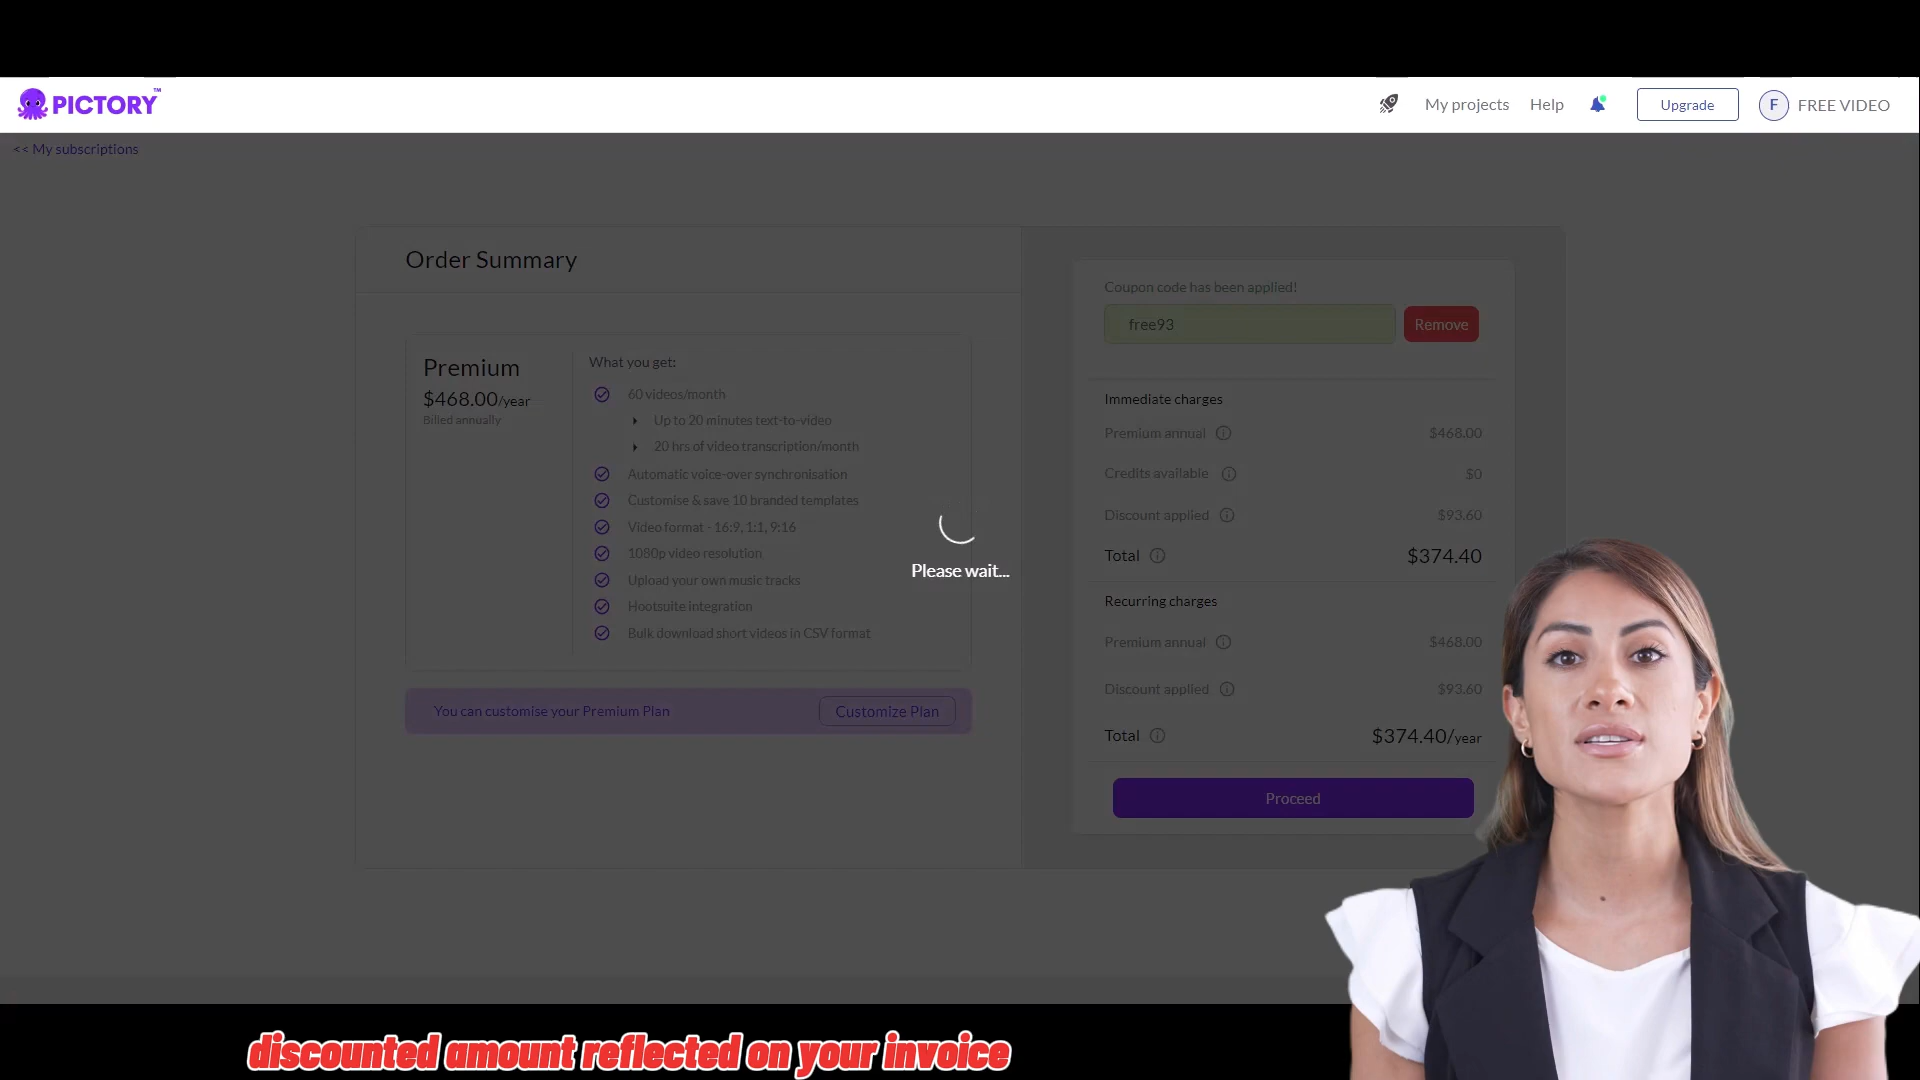 PICTORY™
My projects
Help
Upgrade
F
FREE VIDEO
<< My subscriptions
Order Summary
Premium
$468.00/year
Billed annually
What you get:
60 videos/month
Up to 20 minutes text-to-video
20 hrs of video transcription/month
Automatic voice-over synchronisation
Customise & save 10 branded templates
Video format - 16:9, 1:1, 9:16
1080p video resolution
Upload your own music tracks
Hootsuite integration
Bulk download short videos in CSV format
You can customise your Premium Plan
Customize Plan
Please wait...
Coupon code has been applied!
free93
Remove
Immediate charges
Premium annual $468.00
Credits available $0
Discount applied $93.60
Total $374.40
Recurring charges
Premium annual $468.00
Discount applied $93.60
Total $374.40/year
Proceed
discounted amount reflected on your invoice